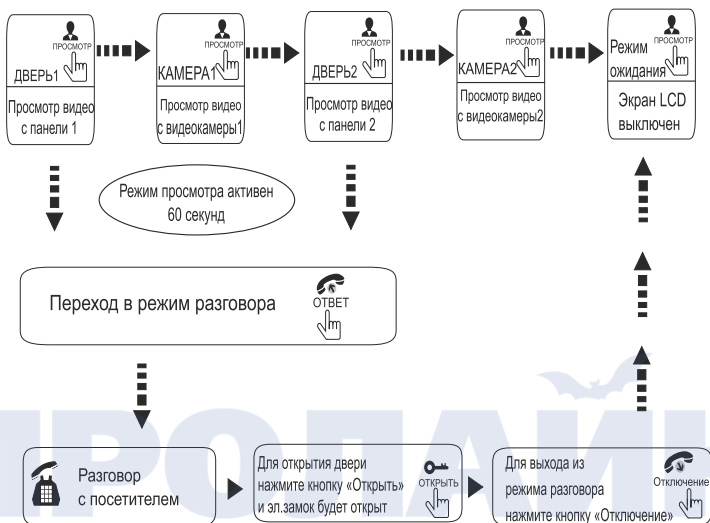 ПРОСМОТР
ДВЕРЬ1
Просмотр видео
с панели 1
ПРОСМОТР
КАМЕРА1
Просмотр видео
с видеокамеры1
ПРОСМОТР
ДВЕРЬ2
Просмотр видео
с панели 2
ПРОСМОТР
КАМЕРА2
Просмотр видео
с видеокамеры2
ПРОСМОТР
Режим
ожидания
Экран LCD
выключен
Режим просмотра активен
60 секунд
Переход в режим разговора
ОТВЕТ
Разговор
с посетителем
Для открытия двери
нажмите кнопку «Открыть»
и эл.замок будет открыт
ОТКРЫТЬ
Для выхода из
режима разговора
нажмите кнопку «Отключение»
Отключение
ПРОЛАЙН